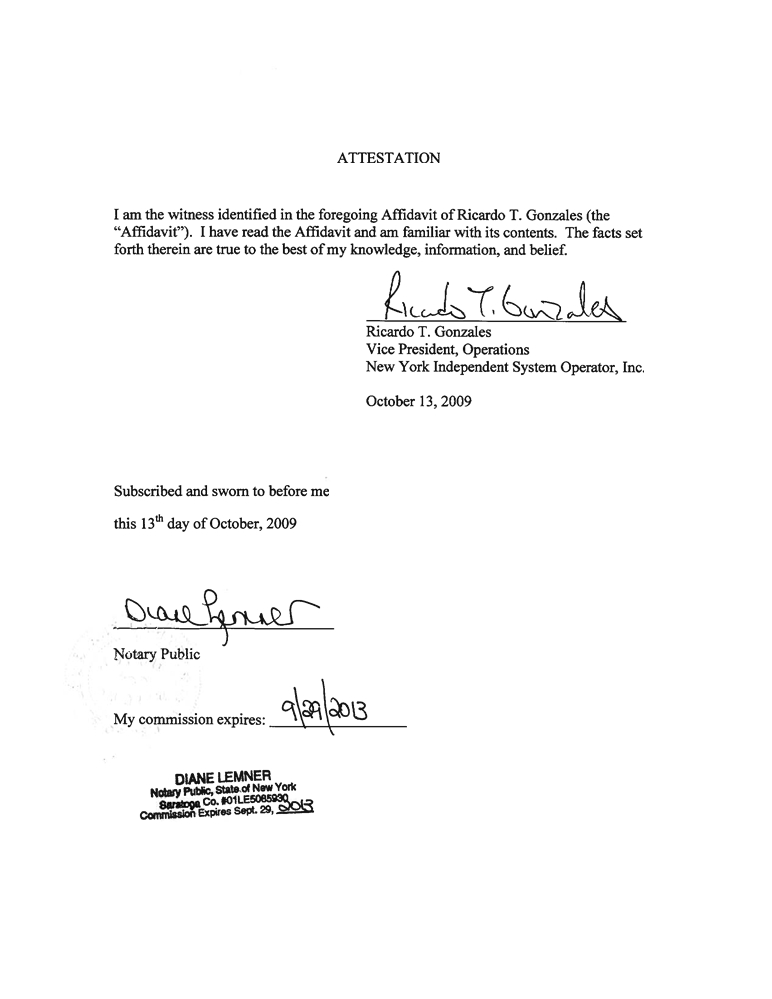 ATTESTATION
I am the witness identified in the foregoing Affidavit of Ricardo T. Gonzales (the
“Affidavit”). I have read the Affidavit and am familiar with its contents. The facts set
forth therein are true to the best of my knowledge, information, and belief.
Ricardo T. Gonzales
Ricardo T. Gonzales
Vice President, Operations
New York Independent System Operator, Inc.
October 13, 2009
Subscribed and sworn to before me
this 13th day of October, 2009
Diane Lemner
Notary Public
My commission expires: 9/29/2013
DIANE LEMNER
Notary Public, State of New York
Saratoga Co. #01LE5085930
Commission Expires Sept. 29, 2013